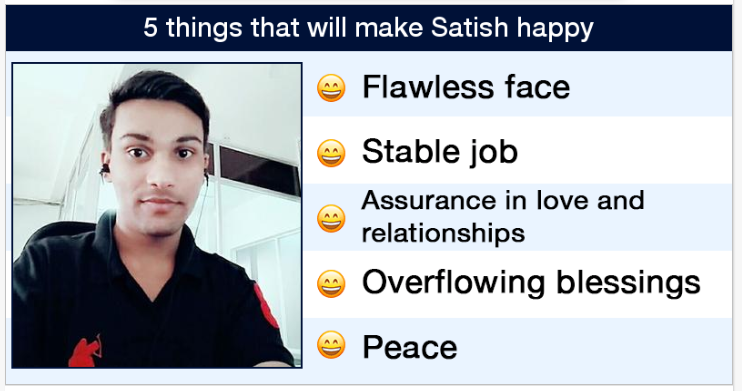 5 things that will make Satish happy
Flawless face
Stable job
Assurance in love and
relationships
Overflowing blessings
Peace